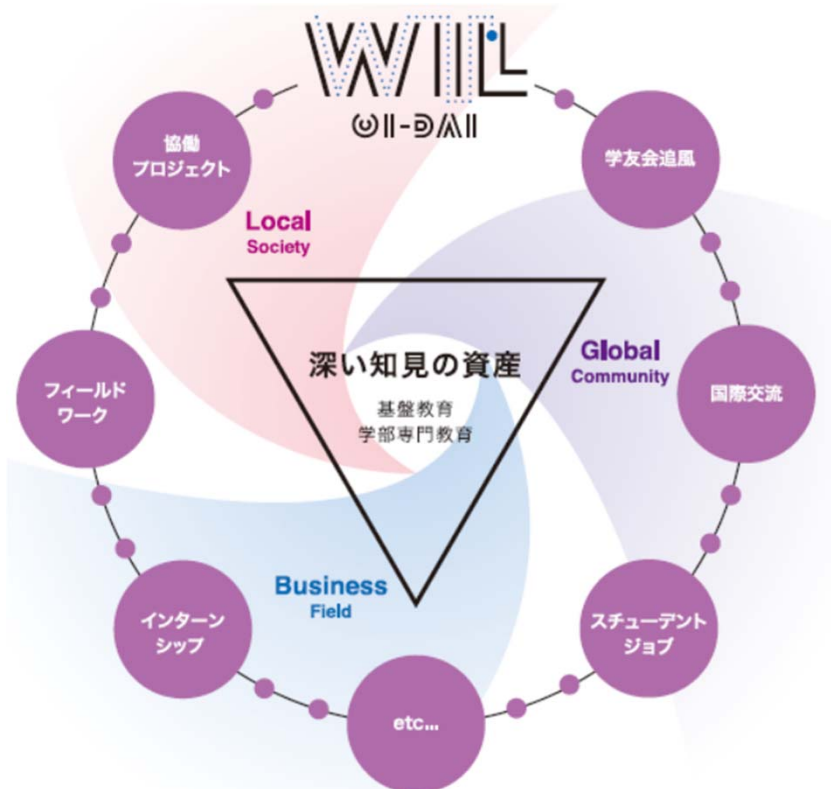 WIL
OI-DAI
協働
プロジェクト
学友会追風
Local
Society
深い知見の資産
基盤教育
学部専門教育
Global
Community
フィールド
ワーク
国際交流
Business
Field
インターン
シップ
スチューデント
ジョブ
etc...